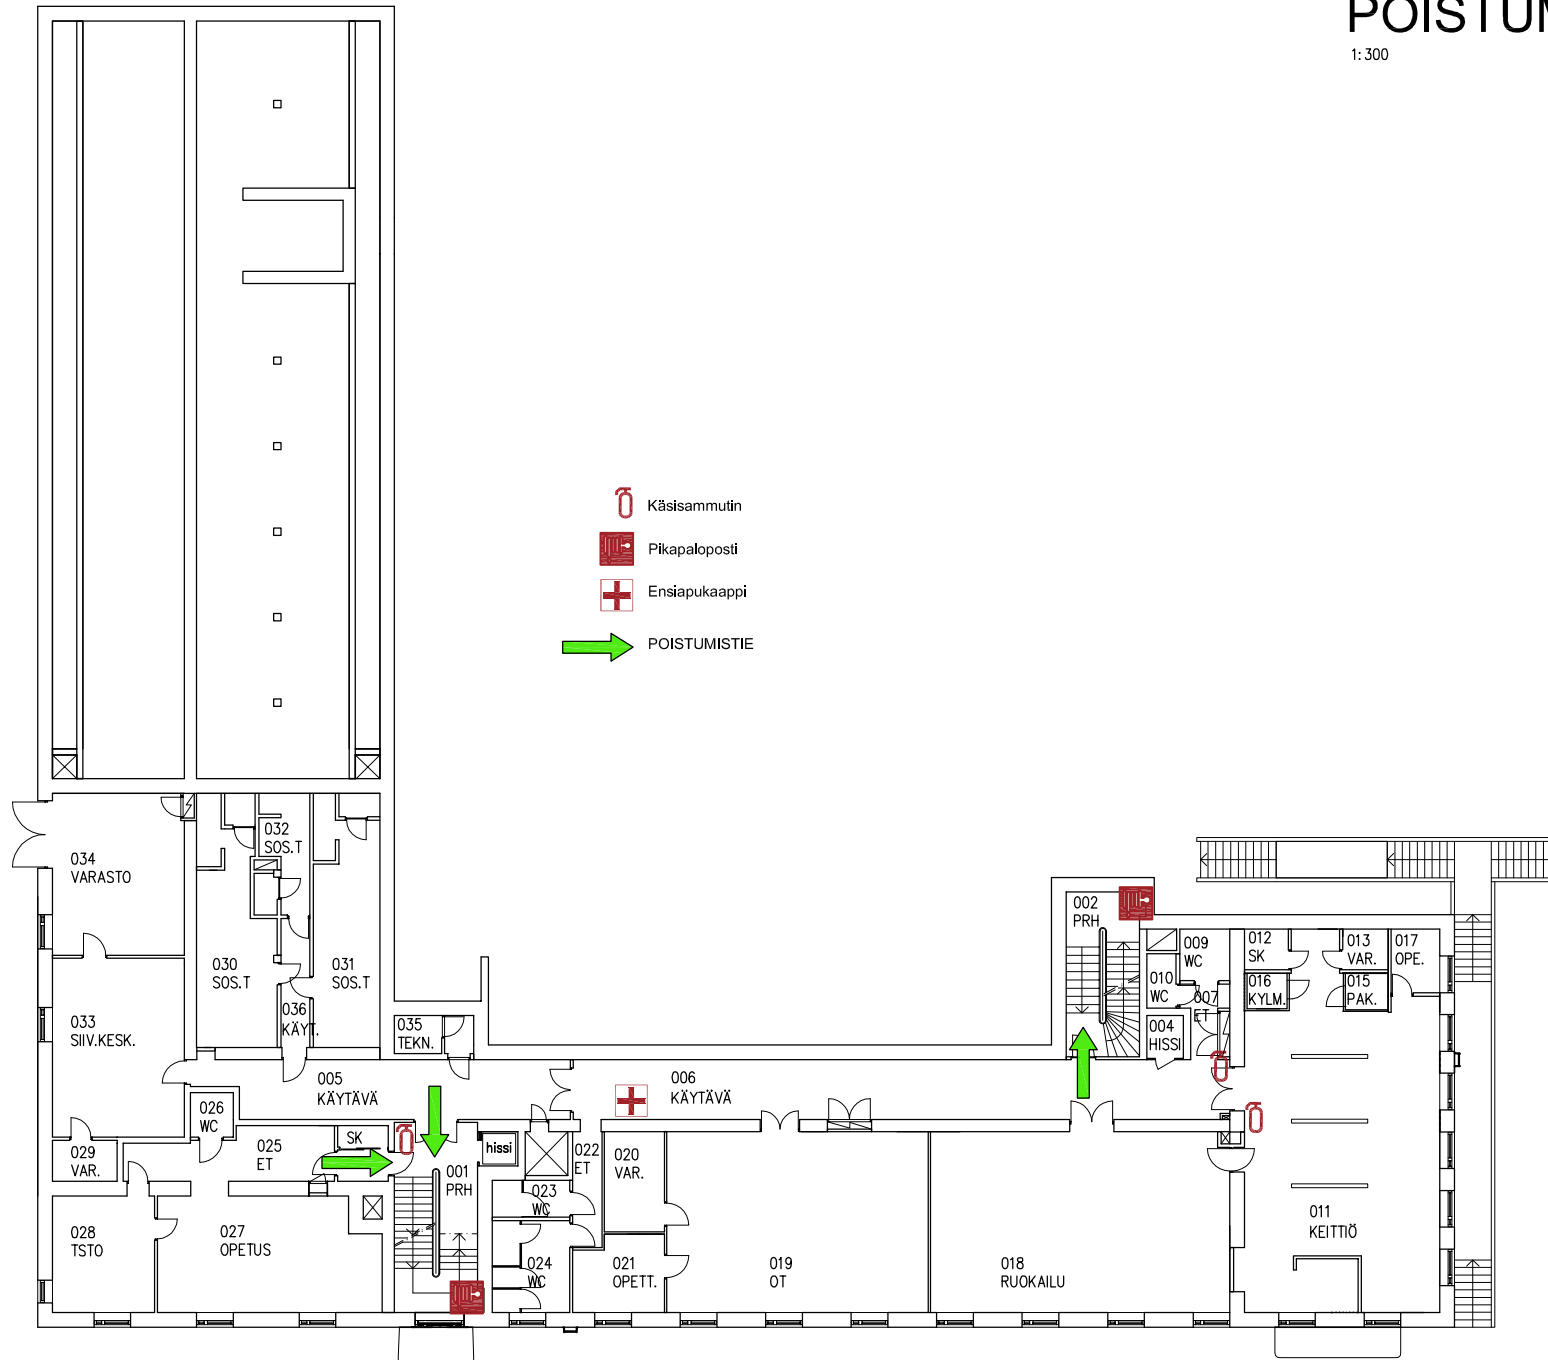 POISTUM
1:300
Käsisammutin
Pikapaloposti
Ensiapukaappi
POISTUMISTIE
034
VARASTO
032
SOS.T
030
SOS.T
031
SOS.T
036
KÄYT.
033
SIIV.KESK.
035
TEKN.
005
KÄYTÄVÄ
006
KÄYTÄVÄ
002
PRH
009
WC
010
WC
007
ET
004
HISSI
012
SK
013
VAR.
017
OPE.
016
KYLM.
015
PAK.
026
WC
025
ET
SK
029
VAR.
001
PRH
hissi
022
ET
020
VAR.
023
WC
028
TSTO
027
OPETUS
024
WC
021
OPETT.
019
OT
018
RUOKAILU
011
KEITTIÖ